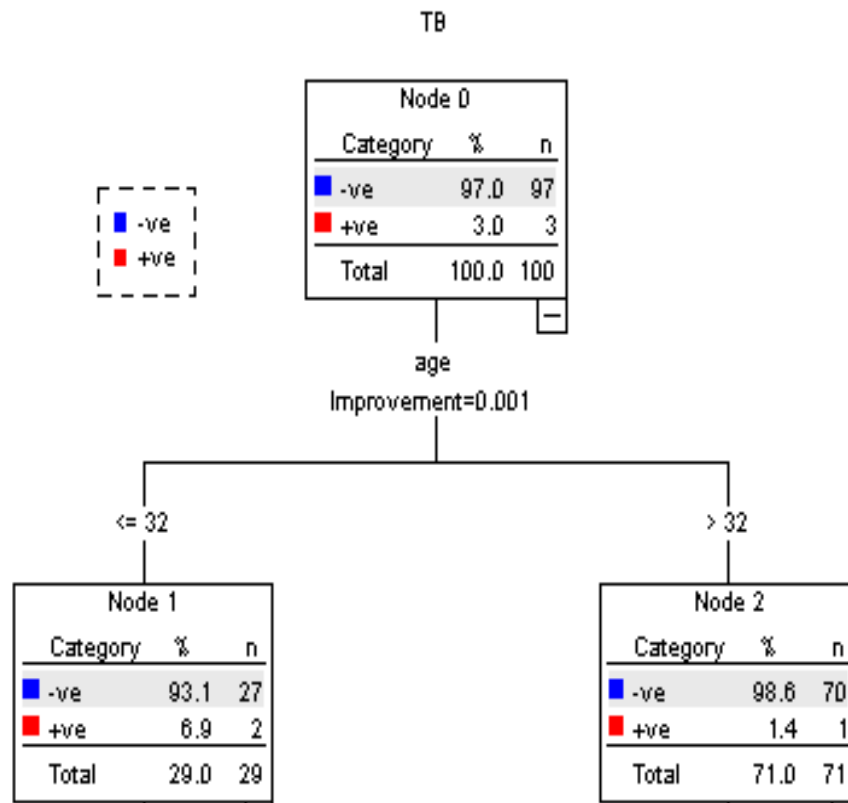 TB
Node 0
Category % n
-ve 97.0 97
+ve 3.0 3
Total 100.0 100
-ve
+ve
age
Improvement=0.001
<= 32
> 32
Node 1
Category % n
-ve 93.1 27
+ve 6.9 2
Total 29.0 29
Node 2
Category % n
-ve 98.6 70
+ve 1.4 1
Total 71.0 71